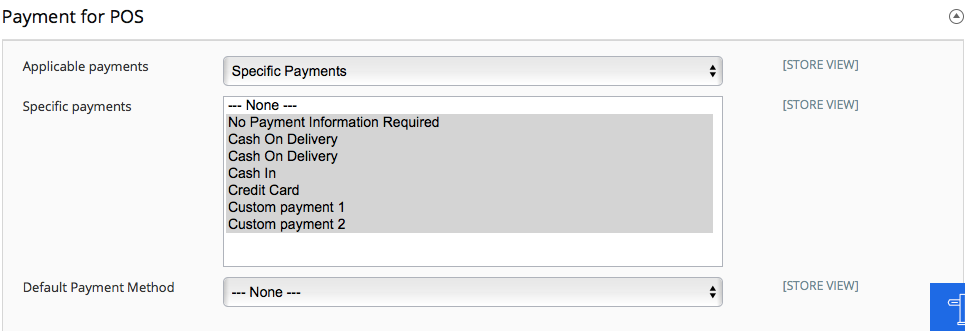 Payment for POS
Applicable payments
Specific Payments
[STORE VIEW]
Specific payments
[STORE VIEW]
--- None ---
No Payment Information Required
Cash On Delivery
Cash On Delivery
Cash In
Credit Card
Custom payment 1
Custom payment 2
Default Payment Method
--- None ---
[STORE VIEW]